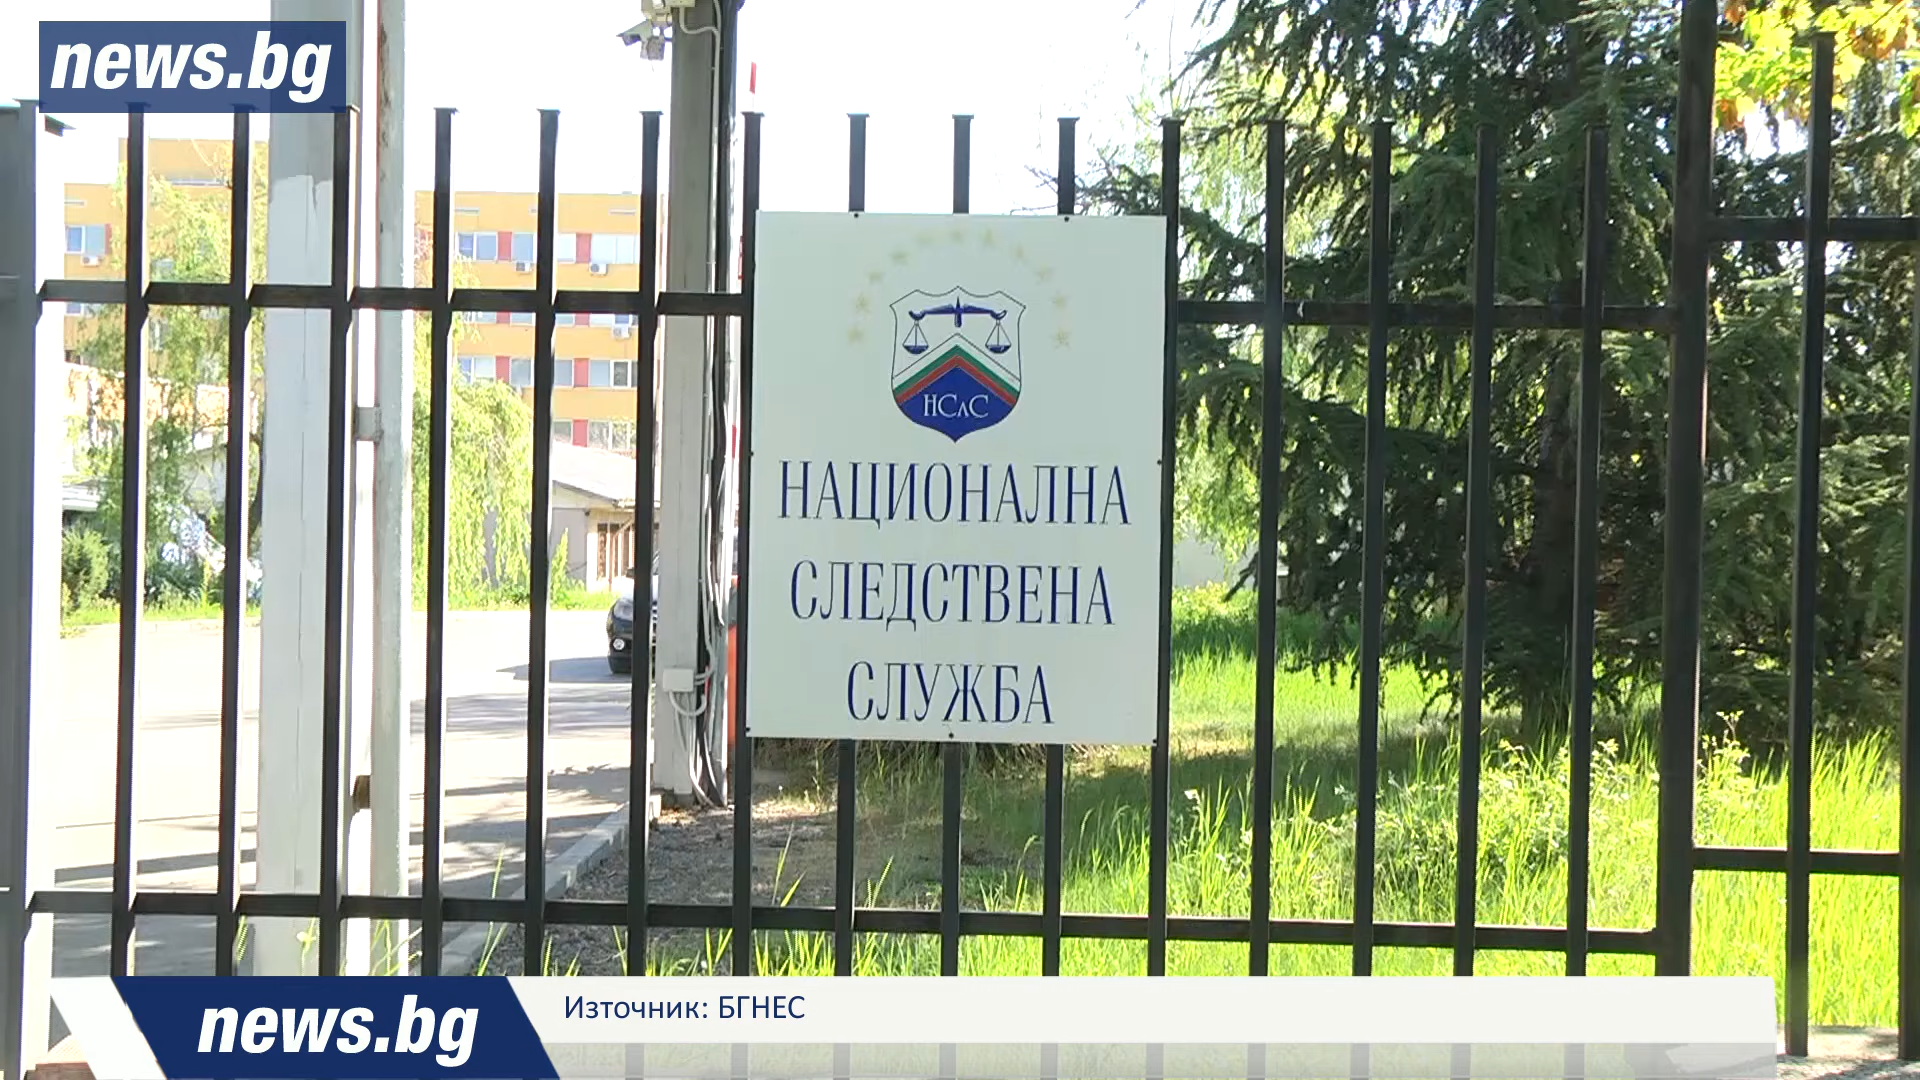 news.bg
НСлС
НАЦИОНАЛНА
СЛЕДСТВЕНА
СЛУЖБА
news.bg
Източник: БГНЕС